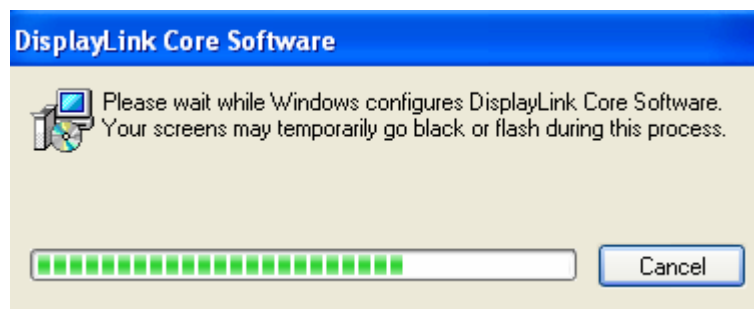 DisplayLink Core Software
Please wait while Windows configures DisplayLink Core Software.
Your screens may temporarily go black or flash during this process.
Cancel